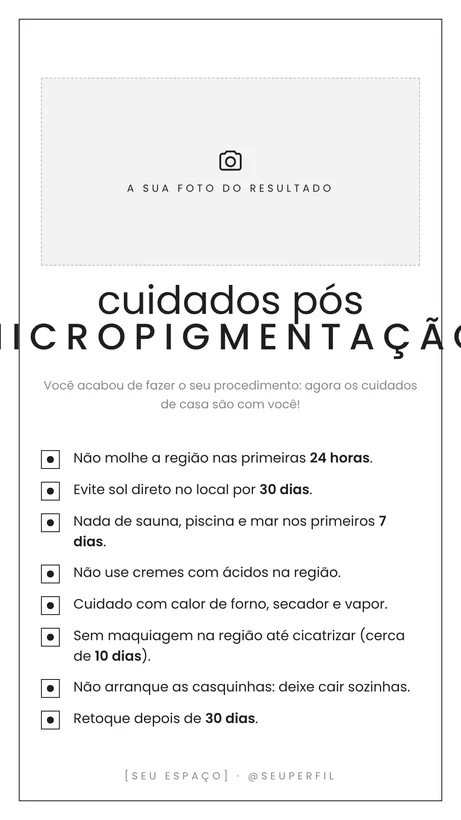 A SUA FOTO DO RESULTADO
cuidados pós
MICROPIGMENTAÇÃO
Você acabou de fazer o seu procedimento: agora os cuidados
de casa são com você!
Não molhe a região nas primeiras 24 horas.
Evite sol direto no local por 30 dias.
Nada de sauna, piscina e mar nos primeiros 7
dias.
Não use cremes com ácidos na região.
Cuidado com calor de forno, secador e vapor.
Sem maquiagem na região até cicatrizar (cerca
de 10 dias).
Não arranque as casquinhas: deixe cair sozinhas.
Retoque depois de 30 dias.
[SEU ESPAÇO] · @SEUPERFIL